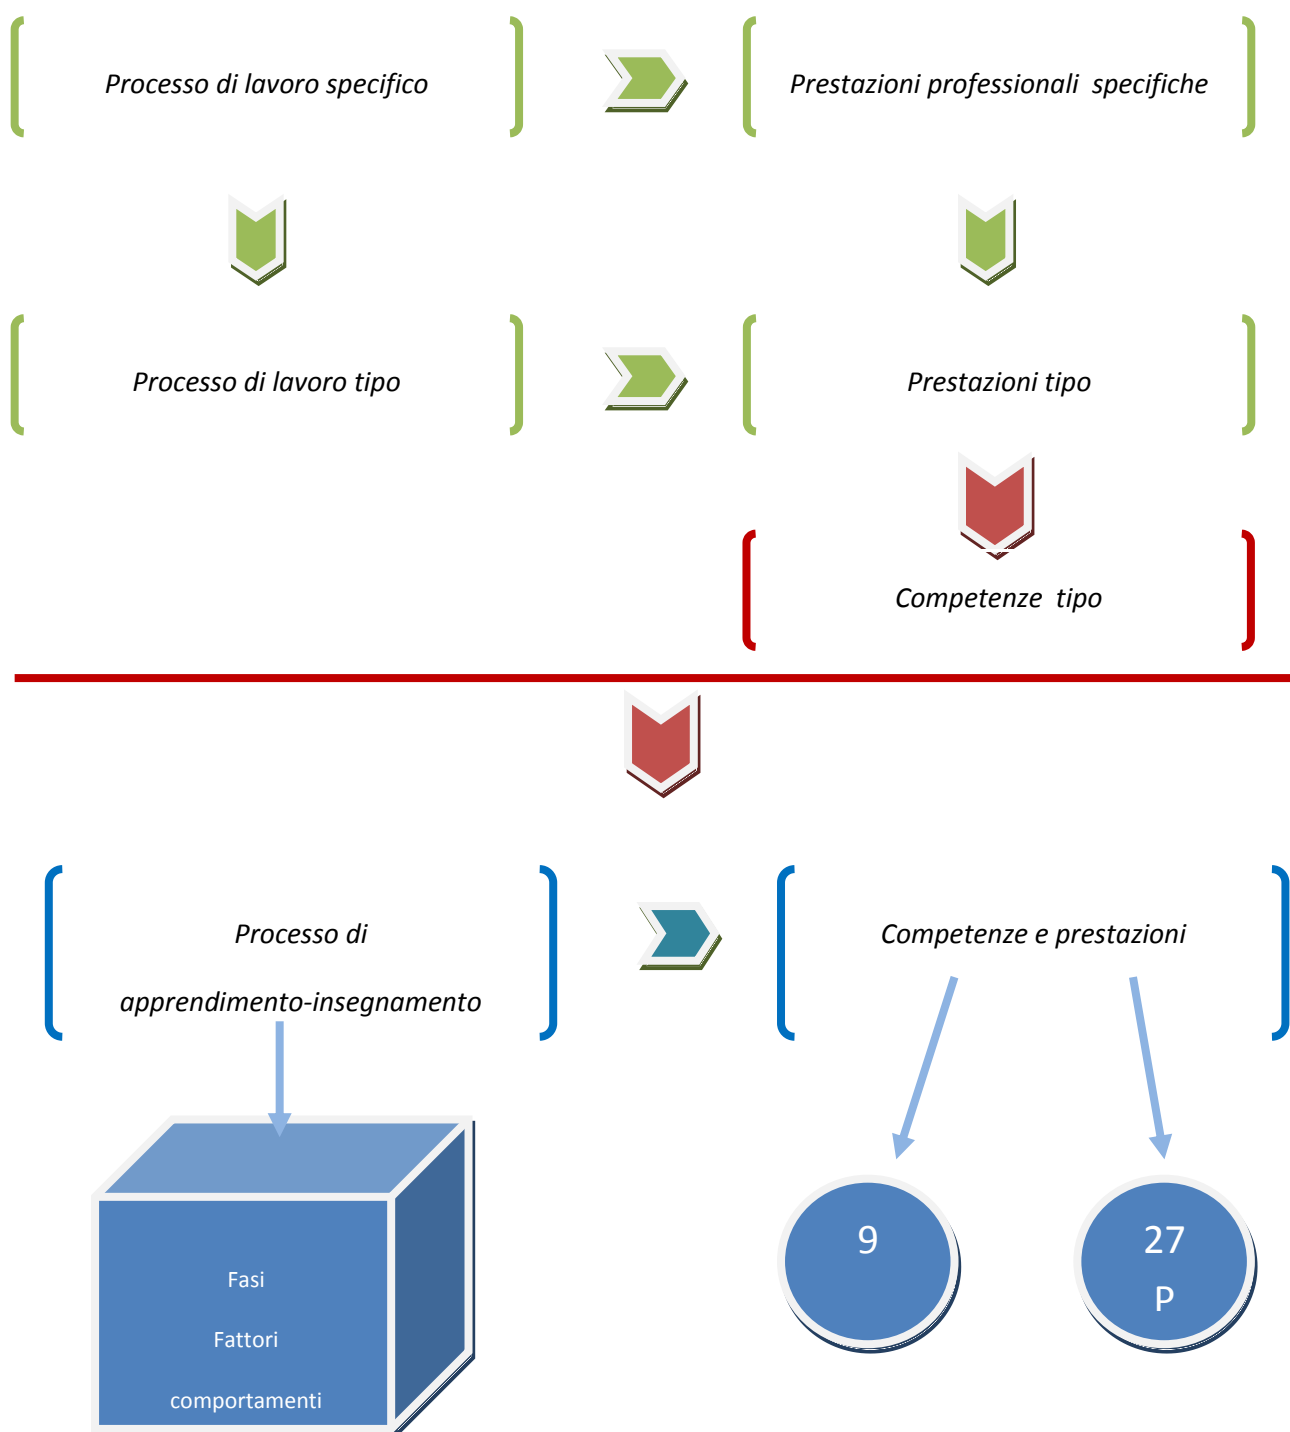 Processo di lavoro specifico
Prestazioni professionali  specifiche
Processo di lavoro tipo
Prestazioni tipo
Competenze  tipo
Processo di
apprendimento-insegnamento
Competenze e prestazioni
Fasi
Fattori
comportamenti
9
27
P